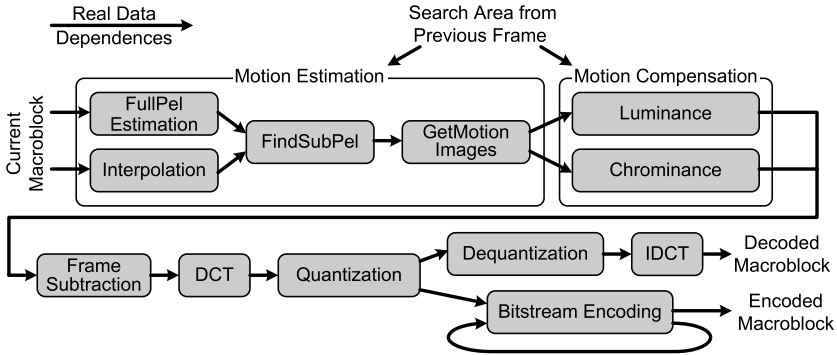 Real Data
Dependences
Search Area from
Previous Frame
Motion Estimation
Motion Compensation
Current
Macroblock
FullPel
Estimation
Interpolation
FindSubPel
GetMotion
Images
Luminance
Chrominance
Frame
Subtraction
DCT
Quantization
Dequantization
IDCT
Decoded
Macroblock
Bitstream Encoding
Encoded
Macroblock